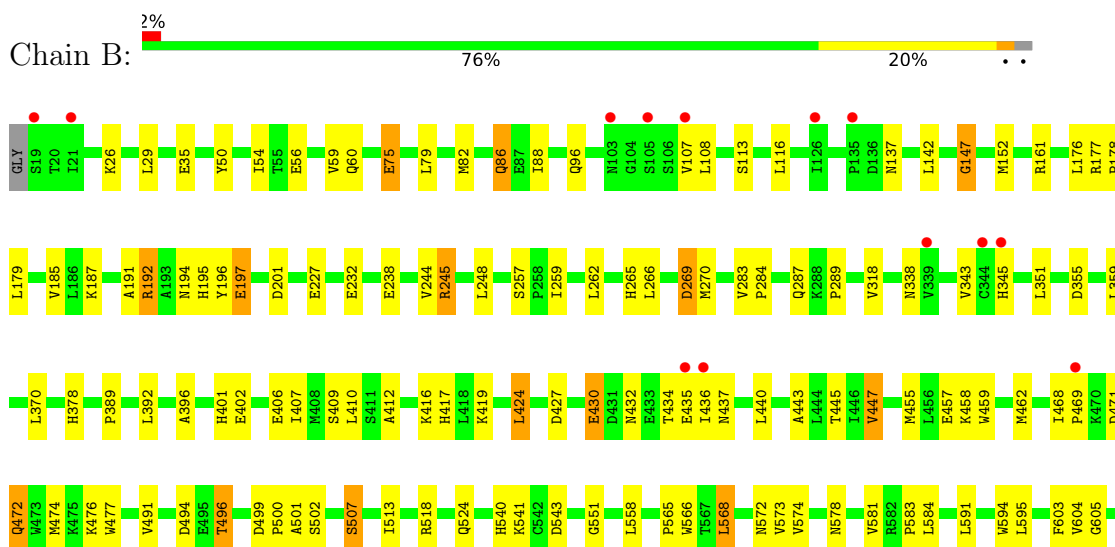 2%
Chain B:
76% 20% • •
GLY S19 T20 I21 K26 L29 E35 Y50 I54 T55 E56 V59 Q60 E75 L79 M82 Q86 E87 I88 Q96 N103 G104 S105 S106 V107 L108 S113 L116 I126 P135 D136 N137 L142 G147 M152 R161 L176 R177 P178
L179 V185 L186 K187 A191 R192 A193 N194 H195 Y196 E197 D201 E227 E232 E238 V244 R245 L248 S257 P258 I259 L262 H265 L266 D269 M270 V283 P284 Q287 K288 P289 V318 N338 V339 V343 C344 H345 L351 D355 L359
L370 H378 P389 L392 A396 H401 E402 E406 I407 M408 S409 L410 S411 A412 K416 H417 L418 K419 L424 D427 E430 D431 N432 E433 T434 E435 I436 N437 L440 A443 L444 T445 I446 V447 M455 L456 E457 K458 W459 M462 I468 P469 K470
Q472 W473 M474 K475 K476 W477 V491 D494 E495 T496 D499 P500 A501 S502 S507 I513 R518 Q524 H540 K541 C542 D543 G551 L558 P565 W566 T567 L568 N572 V573 V574 N578 V581 R582 P583 L584 L591 W594 L595 F603 V604 G605